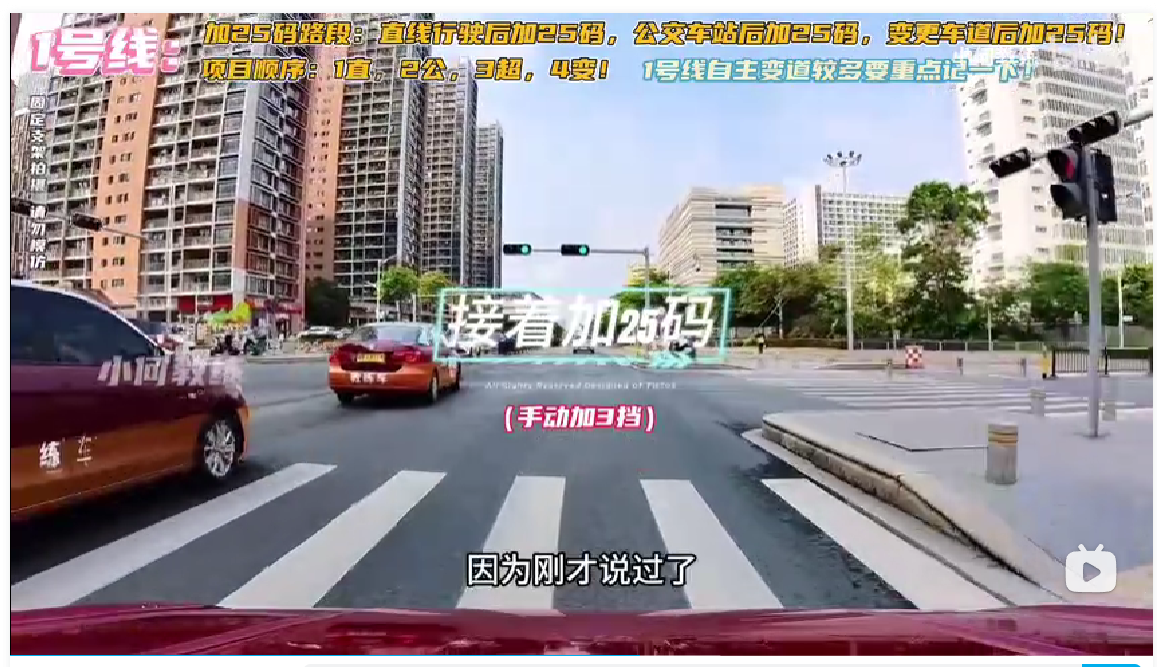 1号线：
加25码路段：直线行驶后加25码，公交车站后加25码，变更车道后加25码！
项目顺序：1直，2公，3超，4变！ 1号线自主变道较多要重点记一下！
固定支架拍摄 请勿模仿
接着加25码
All Rights Reserved.Designed of TikTok
(手动加3挡)
小何教练
教练车
练
因为刚才说过了